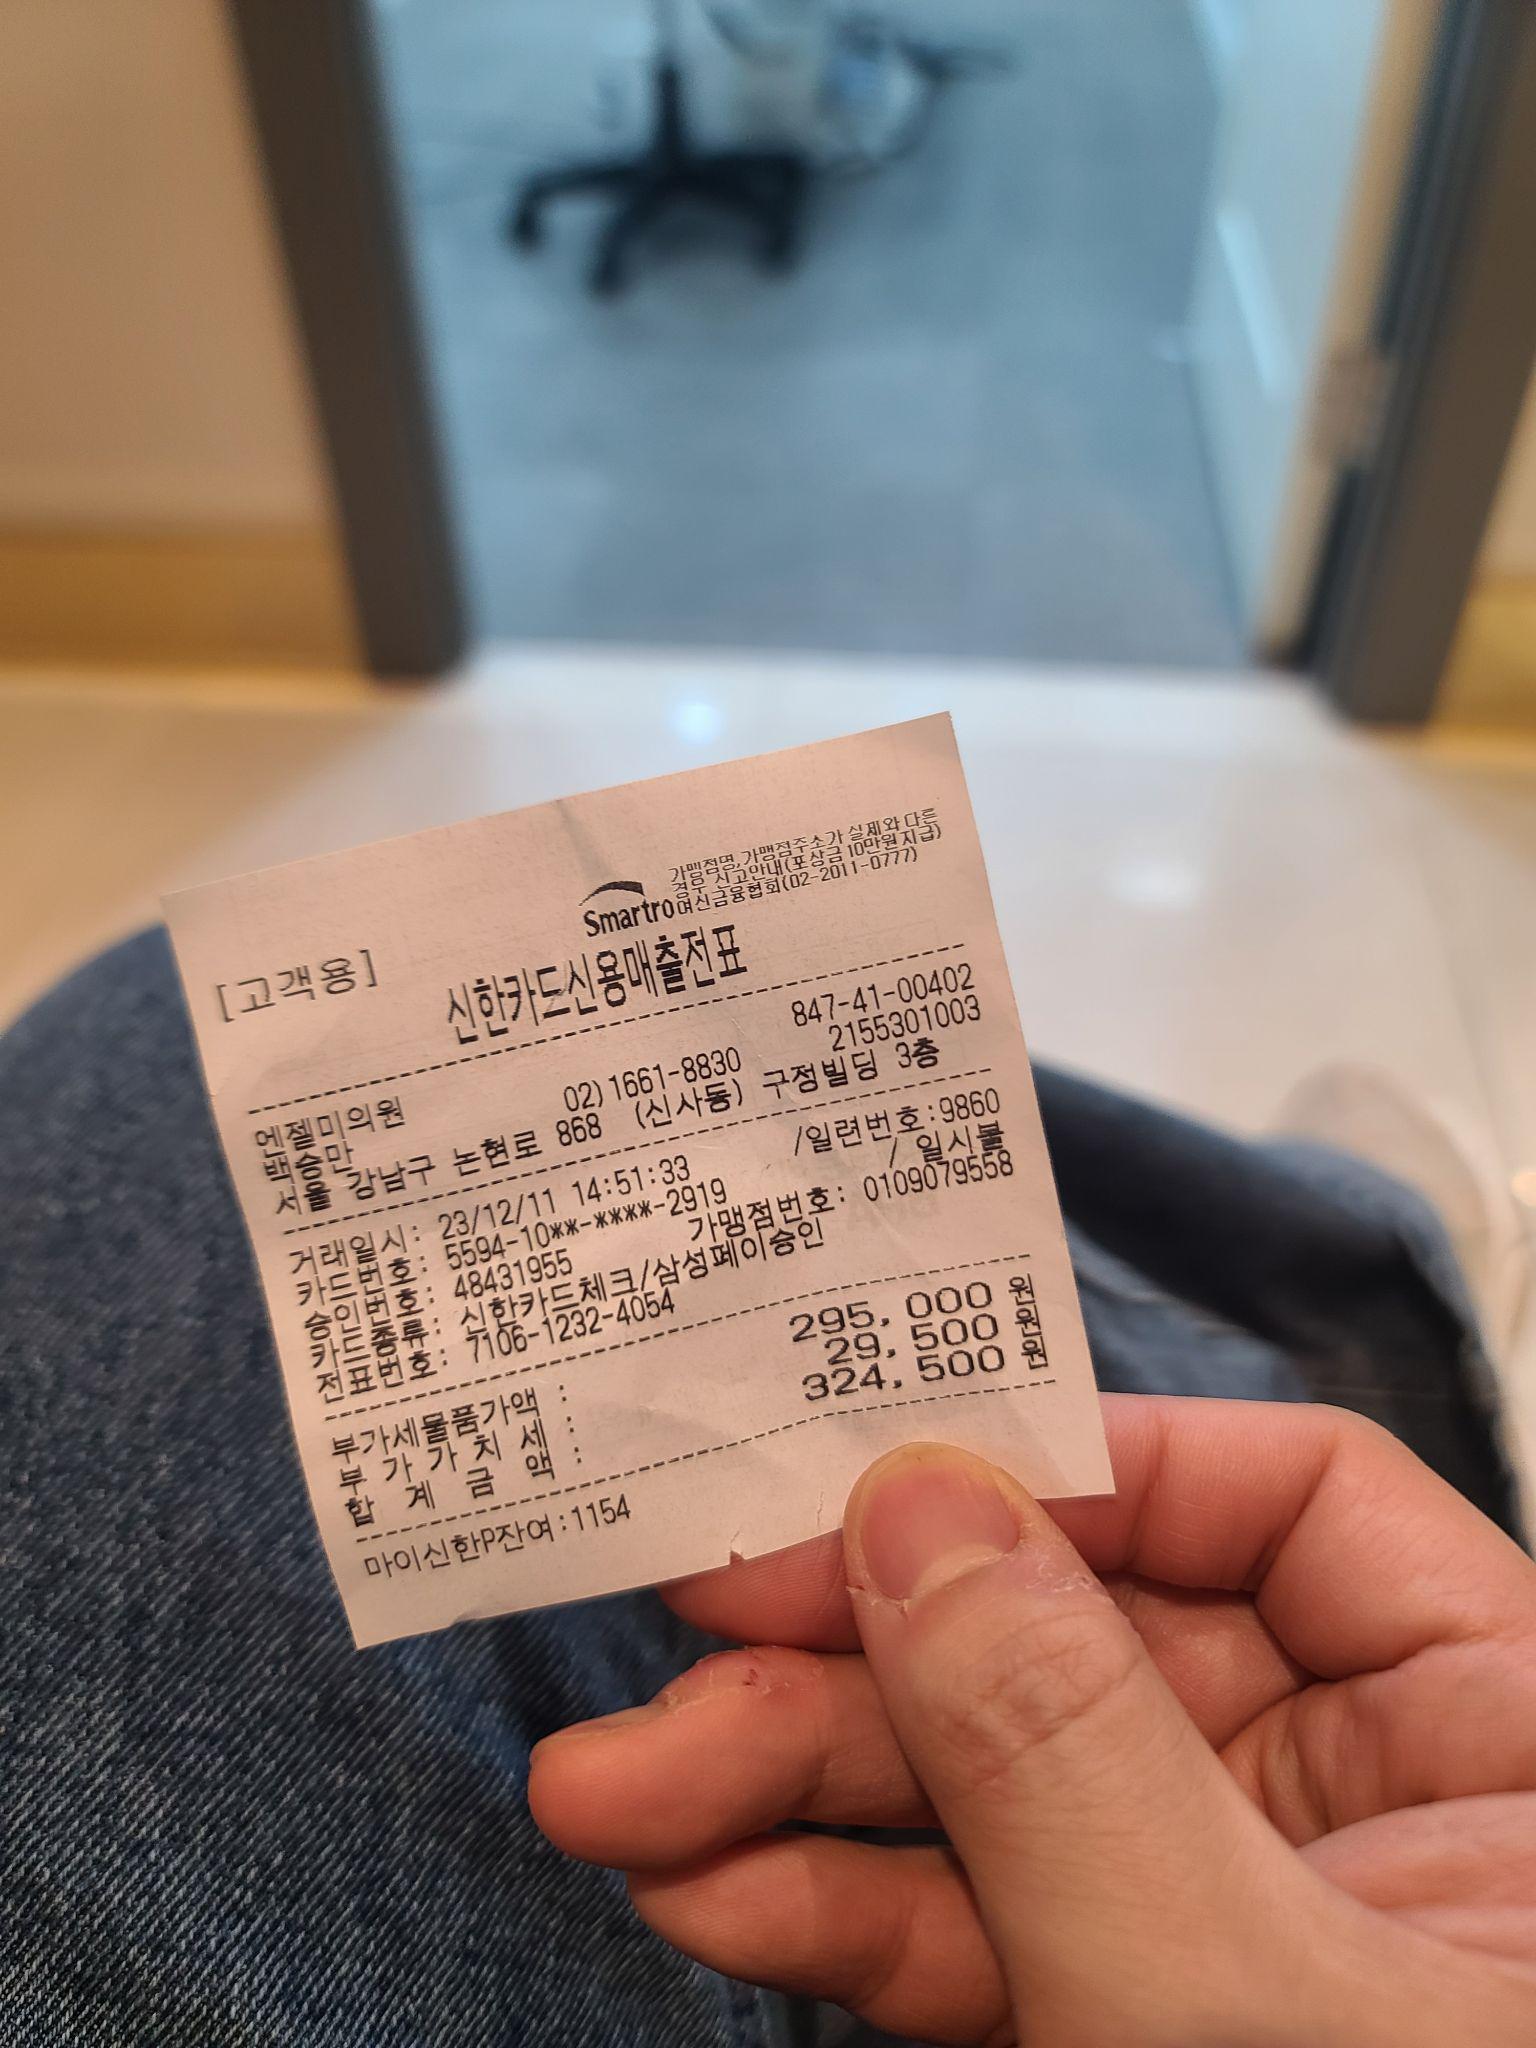 가맹점명,가맹점주소가 실제와 다른
경우 신고안내(포상금 10만원지급)
Smartro 여신금융협회(02-2011-0777)
[고객용]
신한카드신용매출전표
847-41-00402
엔젤미의원 02)1661-8830 2155301003
백승만
서울 강남구 논현로 868 (신사동) 구정빌딩 3층
거래일시: 23/12/11 14:51:33 /일련번호:9860
카드번호: 5594-10**-****-2919 / 일시불
승인번호: 48431955 가맹점번호: 0109079558
카드종류: 신한카드체크/삼성페이승인
전표번호: 7106-1232-4054
부가세물품가액 : 295,000 원
부 가 가 치 세 : 29,500 원
합 계 금 액 : 324,500 원
마이신한P잔여:1154